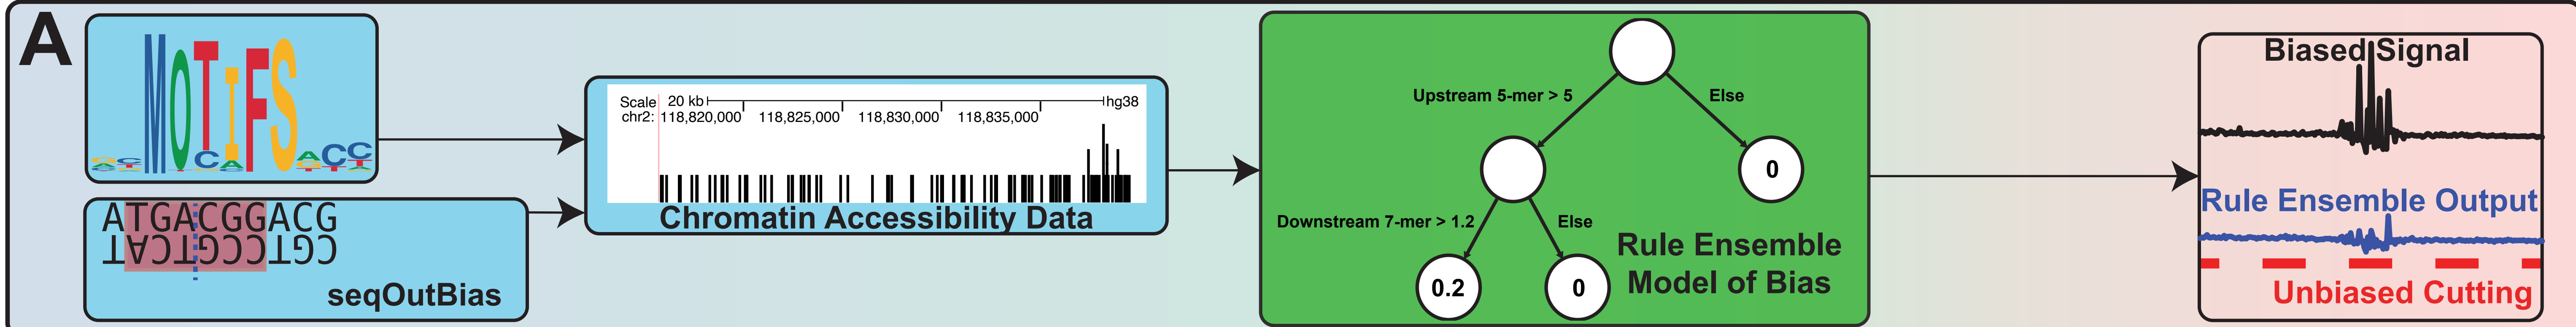 A
MOTIFS
ATGACGGACG
TACTGCCTGC
seqOutBias
Scale 20 kb hg38
chr2: 118,820,000 118,825,000 118,830,000 118,835,000
Chromatin Accessibility Data
Upstream 5-mer > 5
Else
0
Downstream 7-mer > 1.2
Else
0.2
0
Rule Ensemble
Model of Bias
Biased Signal
Rule Ensemble Output
Unbiased Cutting